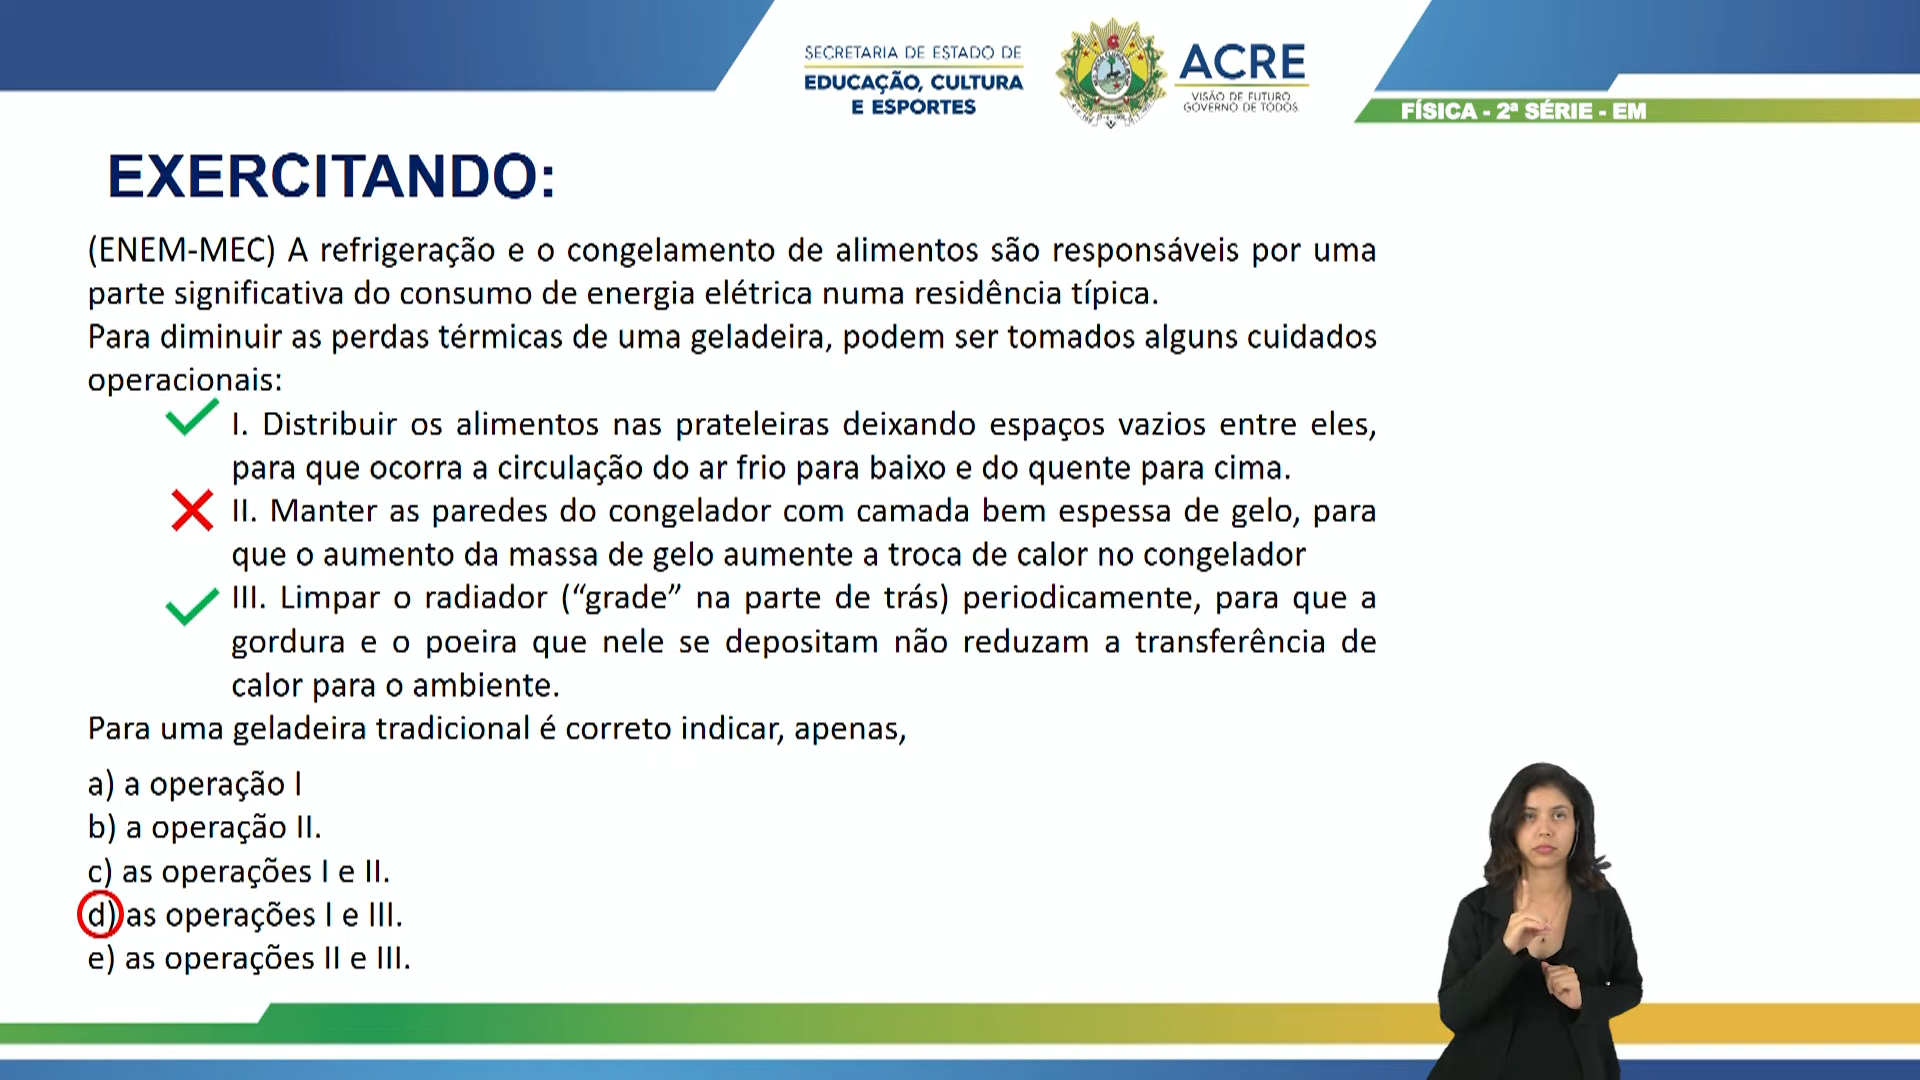 SECRETARIA DE ESTADO DE
EDUCAÇÃO, CULTURA
E ESPORTES
ACRE
VISÃO DE FUTURO
GOVERNO DE TODOS
FÍSICA - 2ª SÉRIE - EM
EXERCITANDO:
(ENEM-MEC) A refrigeração e o congelamento de alimentos são responsáveis por uma
parte significativa do consumo de energia elétrica numa residência típica.
Para diminuir as perdas térmicas de uma geladeira, podem ser tomados alguns cuidados
operacionais:
I. Distribuir os alimentos nas prateleiras deixando espaços vazios entre eles,
para que ocorra a circulação do ar frio para baixo e do quente para cima.
II. Manter as paredes do congelador com camada bem espessa de gelo, para
que o aumento da massa de gelo aumente a troca de calor no congelador
III. Limpar o radiador (“grade” na parte de trás) periodicamente, para que a
gordura e o poeira que nele se depositam não reduzam a transferência de
calor para o ambiente.
Para uma geladeira tradicional é correto indicar, apenas,
a) a operação I
b) a operação II.
c) as operações I e II.
d) as operações I e III.
e) as operações II e III.